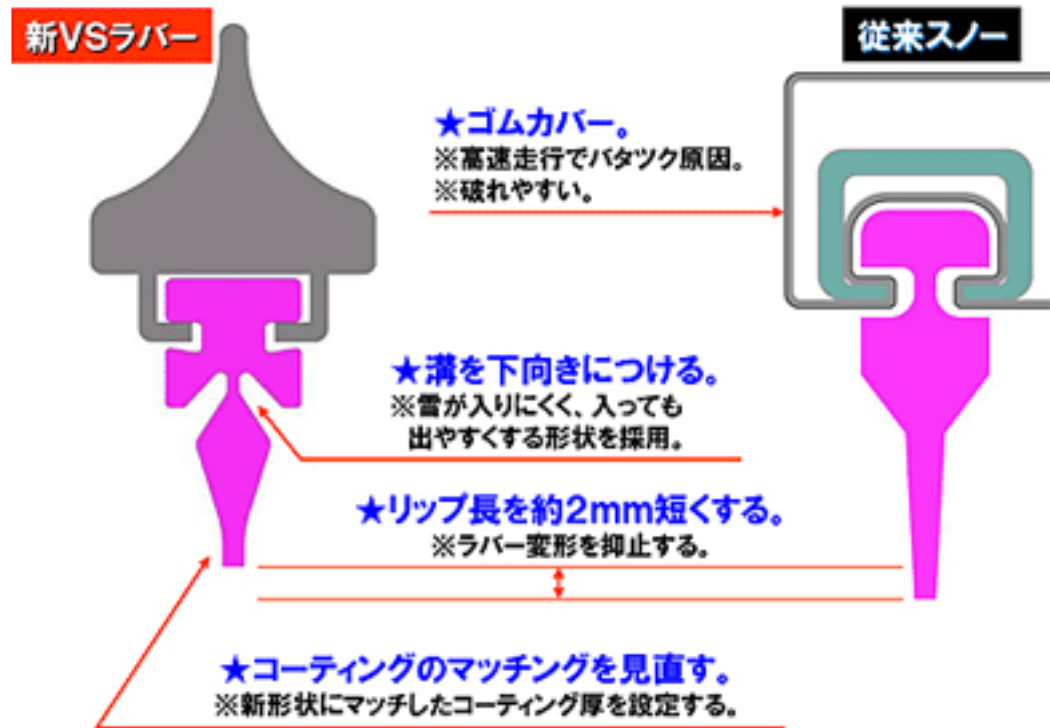 新VSラバー
従来スノー
★ゴムカバー。
※高速走行でバタツク原因。
※破れやすい。
★溝を下向きにつける。
※雪が入りにくく、入っても
出やすくする形状を採用。
★リップ長を約2mm短くする。
※ラバー変形を抑止する。
★コーティングのマッチングを見直す。
※新形状にマッチしたコーティング厚を設定する。